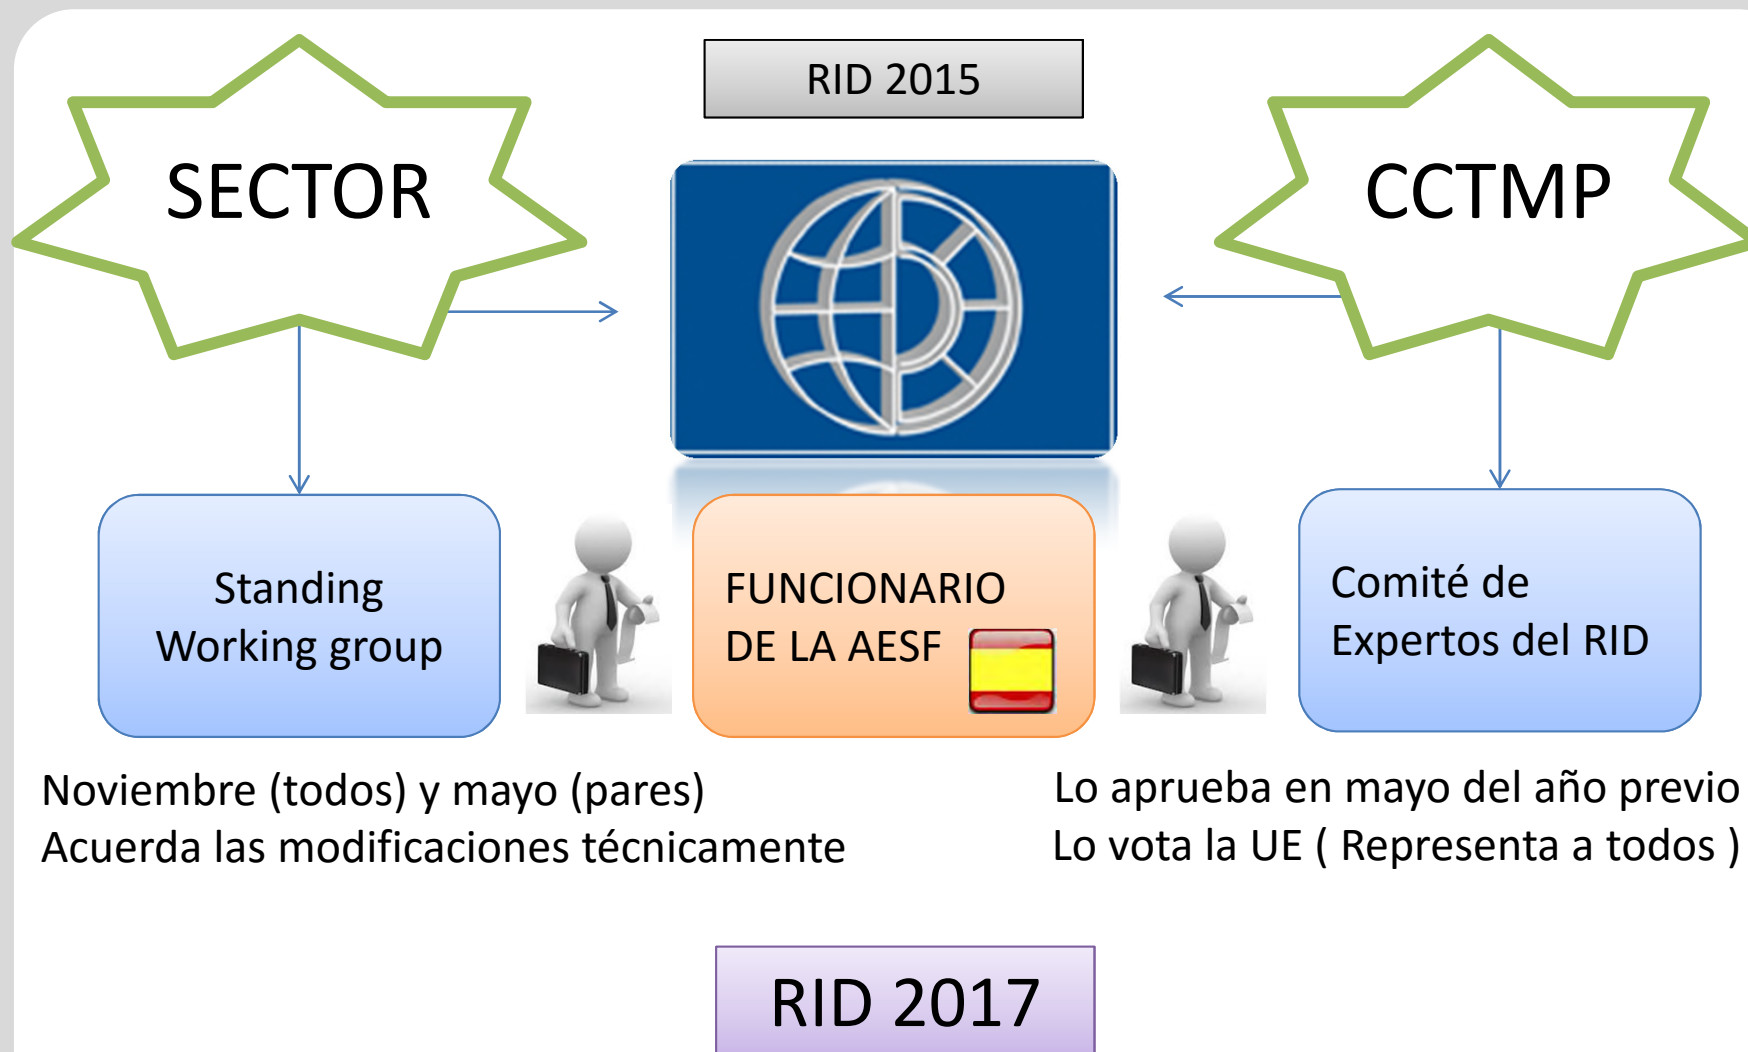 RID 2015
SECTOR
CCTMP
Standing
Working group
FUNCIONARIO
DE LA AESF
Comité de
Expertos del RID
Noviembre (todos) y mayo (pares)
Acuerda las modificaciones técnicamente
Lo aprueba en mayo del año previo
Lo vota la UE ( Representa a todos )
RID 2017